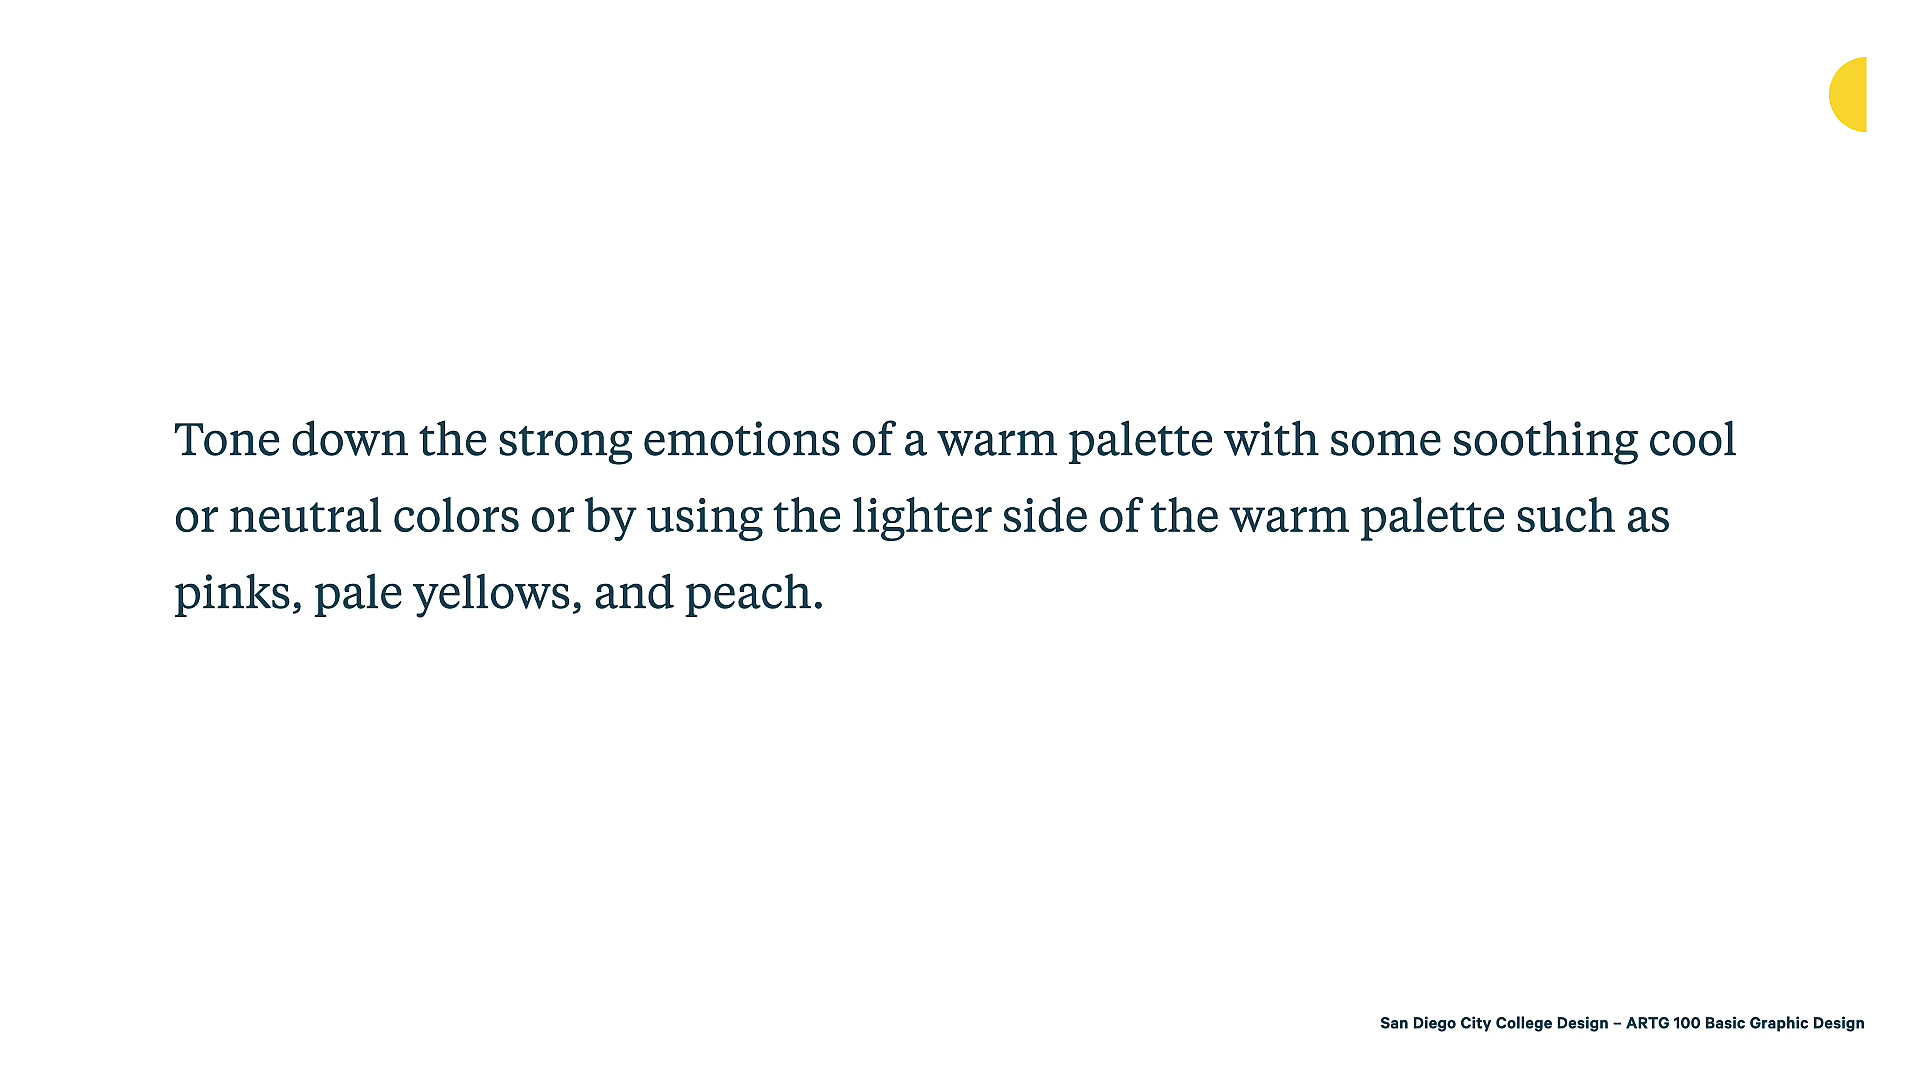 Tone down the strong emotions of a warm palette with some soothing cool
or neutral colors or by using the lighter side of the warm palette such as
pinks, pale yellows, and peach.
San Diego City College Design – ARTG 100 Basic Graphic Design